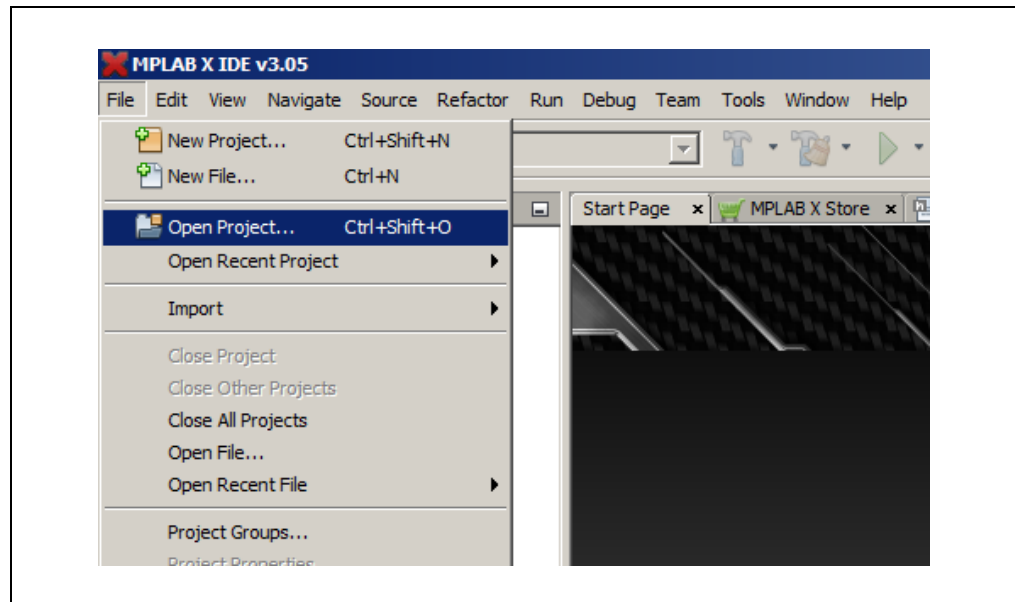 MPLAB X IDE v3.05
File Edit View Navigate Source Refactor Run Debug Team Tools Window Help
New Project... Ctrl+Shift+N
New File... Ctrl+N
Start Page x MPLAB X Store x
Open Project... Ctrl+Shift+O
Open Recent Project
Import
Close Project
Close Other Projects
Close All Projects
Open File...
Open Recent File
Project Groups...
Project Properties